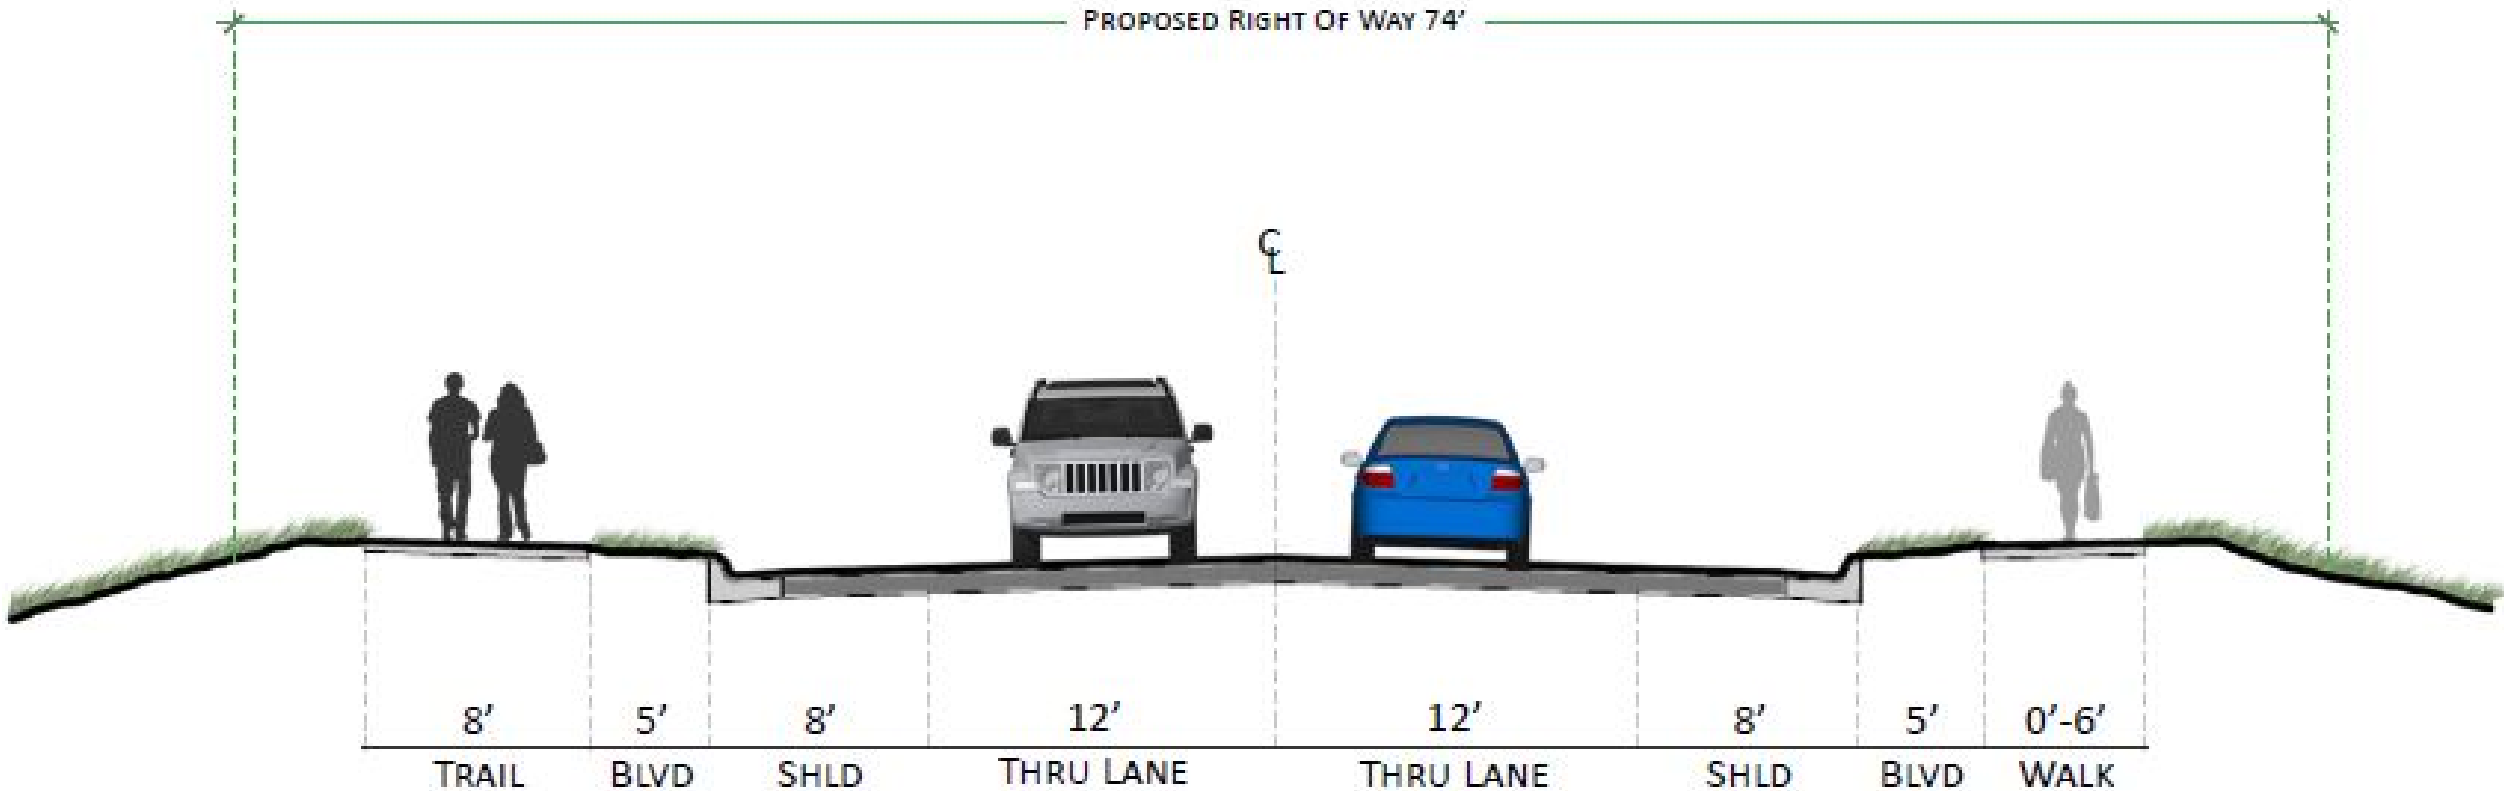 PROPOSED RIGHT OF WAY 74'
℄
8' 5' 8' 12' 12' 8' 5' 0'-6'
TRAIL BLVD SHLD THRU LANE THRU LANE SHLD BLVD WALK